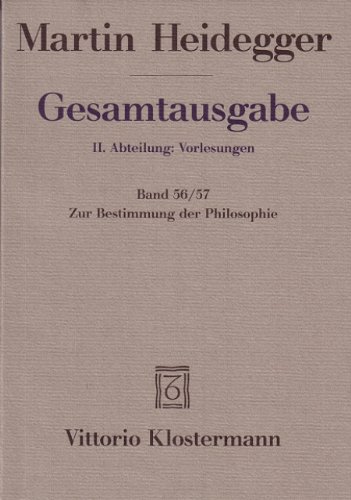 Martin Heidegger
Gesamtausgabe
II. Abteilung: Vorlesungen
Band 56/57
Zur Bestimmung der Philosophie
Vittorio Klostermann